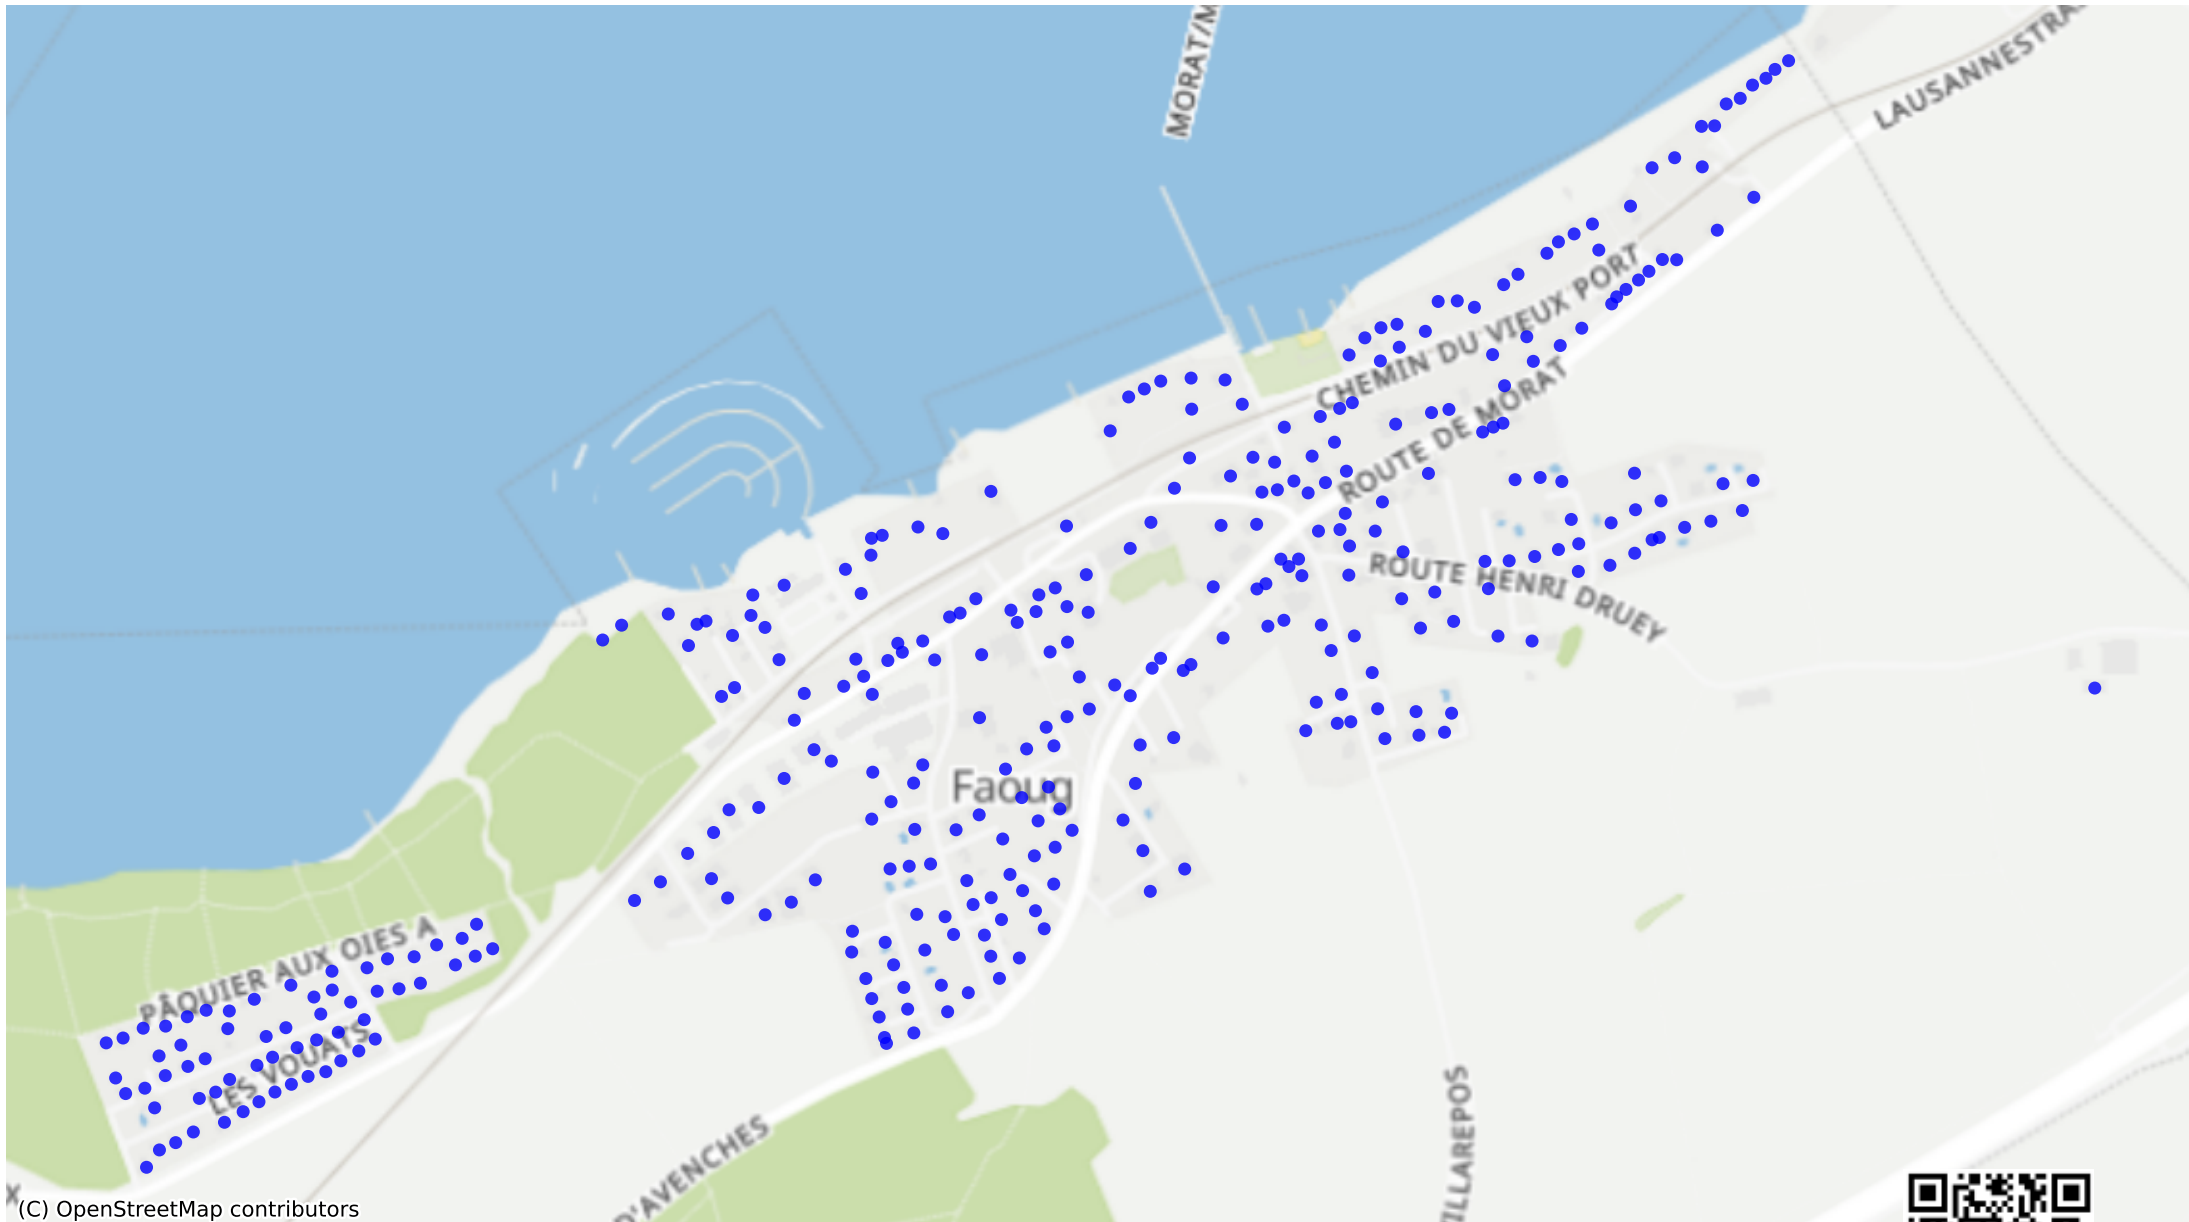 MORAT/M
LAUSANNESTRA
CHEMIN DU VIEUX PORT
ROUTE DE MORAT
ROUTE HENRI DRUEY
Faoug
PÂQUIER AUX OIES A
LES VOUATS
D'AVENCHES
VILLAREPOS
X
(C) OpenStreetMap contributors